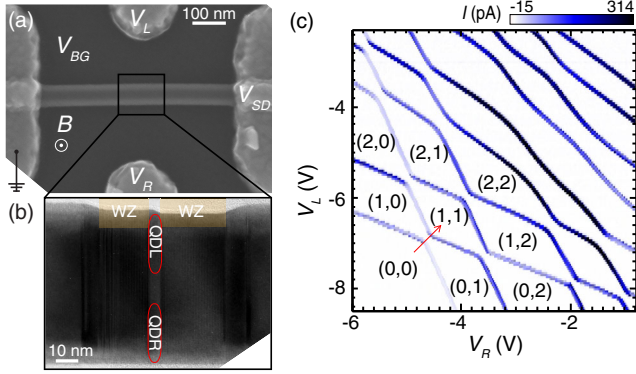 (a)
V_L
100 nm
V_BG
V_SD
B
V_R
(b)
WZ WZ
QDL
QDR
10 nm
(c)
I (pA)
-15 314
V_L (V)
-4
-6
-8
(2,0)
(2,1)
(2,2)
(1,0)
(1,1)
(1,2)
(0,0)
(0,1)
(0,2)
-6 -4 -2
V_R (V)